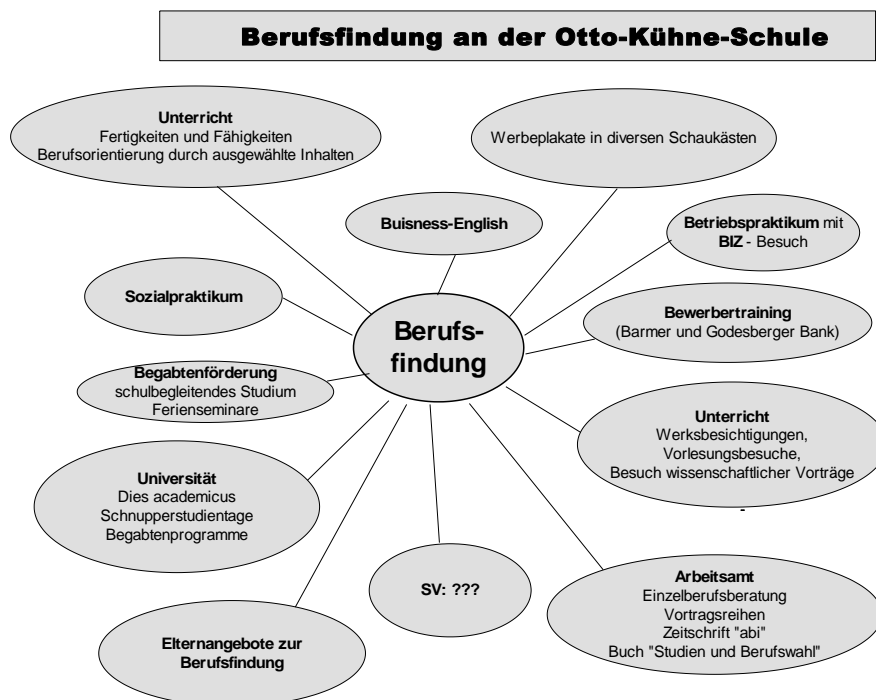 Berufsfindung an der Otto-Kühne-Schule
Unterricht
Fertigkeiten und Fähigkeiten
Berufsorientierung durch ausgewählte Inhalten
Werbeplakate in diversen Schaukästen
Buisness-English
Betriebspraktikum mit
BIZ - Besuch
Sozialpraktikum
Berufs-
findung
Bewerbertraining
(Barmer und Godesberger Bank)
Begabtenförderung
schulbegleitendes Studium
Ferienseminare
Unterricht
Werksbesichtigungen,
Vorlesungsbesuche,
Besuch wissenschaftlicher Vorträge
-
Universität
Dies academicus
Schnupperstudientage
Begabtenprogramme
SV: ???
Arbeitsamt
Einzelberufsberatung
Vortragsreihen
Zeitschrift "abi"
Buch "Studien und Berufswahl"
Elternangebote zur
Berufsfindung